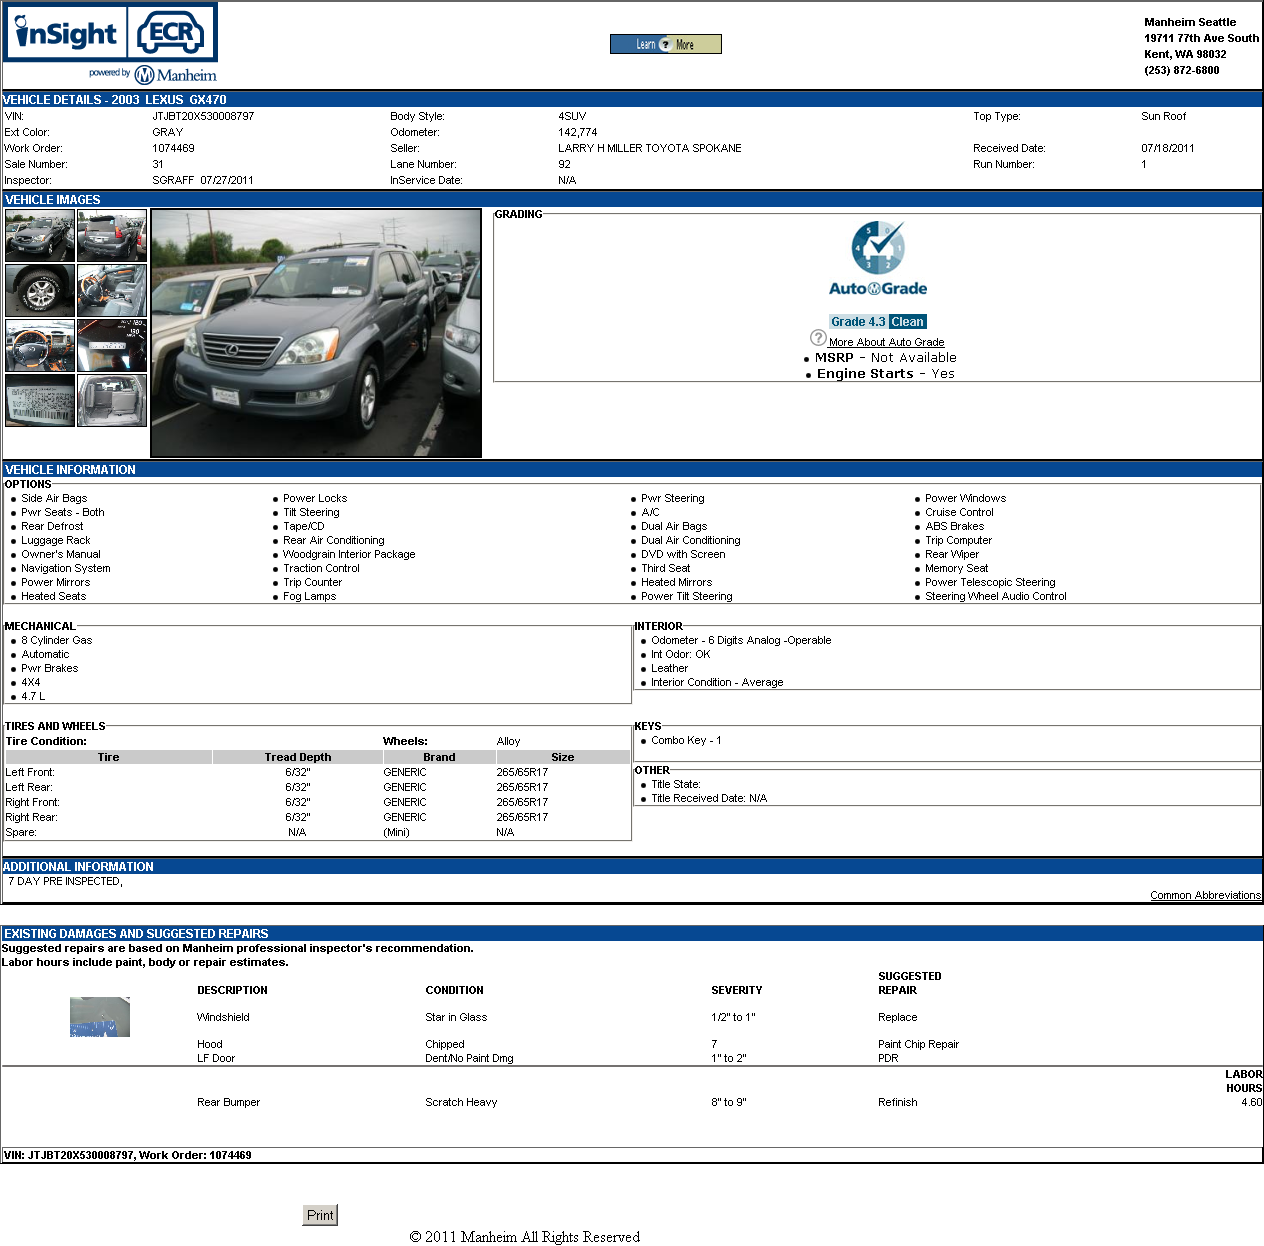 inSight ECR
powered by Manheim
Learn ? More
Manheim Seattle
19711 77th Ave South
Kent, WA 98032
(253) 872-6800
VEHICLE DETAILS - 2003 LEXUS GX470
VIN: JTJBT20X530008797 Body Style: 4SUV Top Type: Sun Roof
Ext Color: GRAY Odometer: 142,774
Work Order: 1074469 Seller: LARRY H MILLER TOYOTA SPOKANE Received Date: 07/18/2011
Sale Number: 31 Lane Number: 92 Run Number: 1
Inspector: SGRAFF 07/27/2011 InService Date: N/A
VEHICLE IMAGES
GRADING
5 0 4 1 3 2
AutoGrade
Grade 4.3 Clean
? More About Auto Grade
MSRP - Not Available
Engine Starts - Yes
VEHICLE INFORMATION
OPTIONS
Side Air Bags Power Locks Pwr Steering Power Windows
Pwr Seats - Both Tilt Steering A/C Cruise Control
Rear Defrost Tape/CD Dual Air Bags ABS Brakes
Luggage Rack Rear Air Conditioning Dual Air Conditioning Trip Computer
Owner's Manual Woodgrain Interior Package DVD with Screen Rear Wiper
Navigation System Traction Control Third Seat Memory Seat
Power Mirrors Trip Counter Heated Mirrors Power Telescopic Steering
Heated Seats Fog Lamps Power Tilt Steering Steering Wheel Audio Control
MECHANICAL
8 Cylinder Gas
Automatic
Pwr Brakes
4X4
4.7 L
INTERIOR
Odometer - 6 Digits Analog -Operable
Int Odor: OK
Leather
Interior Condition - Average
TIRES AND WHEELS
Tire Condition: Wheels: Alloy
Tire Tread Depth Brand Size
Left Front: 6/32" GENERIC 265/65R17
Left Rear: 6/32" GENERIC 265/65R17
Right Front: 6/32" GENERIC 265/65R17
Right Rear: 6/32" GENERIC 265/65R17
Spare: N/A (Mini) N/A
KEYS
Combo Key - 1
OTHER
Title State:
Title Received Date: N/A
ADDITIONAL INFORMATION
7 DAY PRE INSPECTED,
Common Abbreviations
EXISTING DAMAGES AND SUGGESTED REPAIRS
Suggested repairs are based on Manheim professional inspector's recommendation.
Labor hours include paint, body or repair estimates.
DESCRIPTION CONDITION SEVERITY SUGGESTED REPAIR
Windshield Star in Glass 1/2" to 1" Replace
Hood Chipped 7 Paint Chip Repair
LF Door Dent/No Paint Dmg 1" to 2" PDR
LABOR HOURS
Rear Bumper Scratch Heavy 8" to 9" Refinish 4.60
VIN: JTJBT20X530008797, Work Order: 1074469
Print
© 2011 Manheim All Rights Reserved